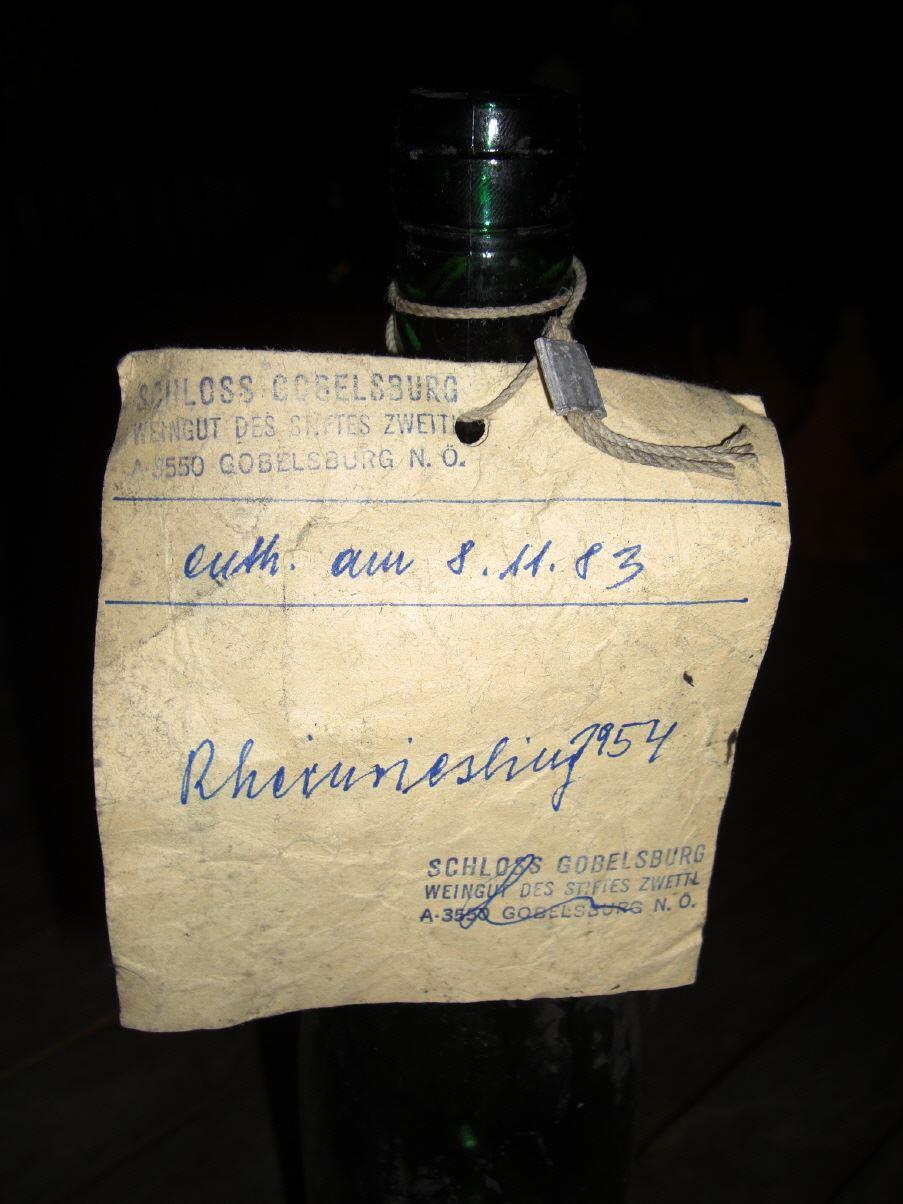 SCHLOSS GOBELSBURG
WEINGUT DES STIFTES ZWETTL
A-3550 GOBELSBURG N. Ö.
enth. am 8. 11. 83
Rheinriesling 1954
SCHLOSS GOBELSBURG
WEINGUT DES STIFTES ZWETTL
A-3550 GOBELSBURG N. Ö.